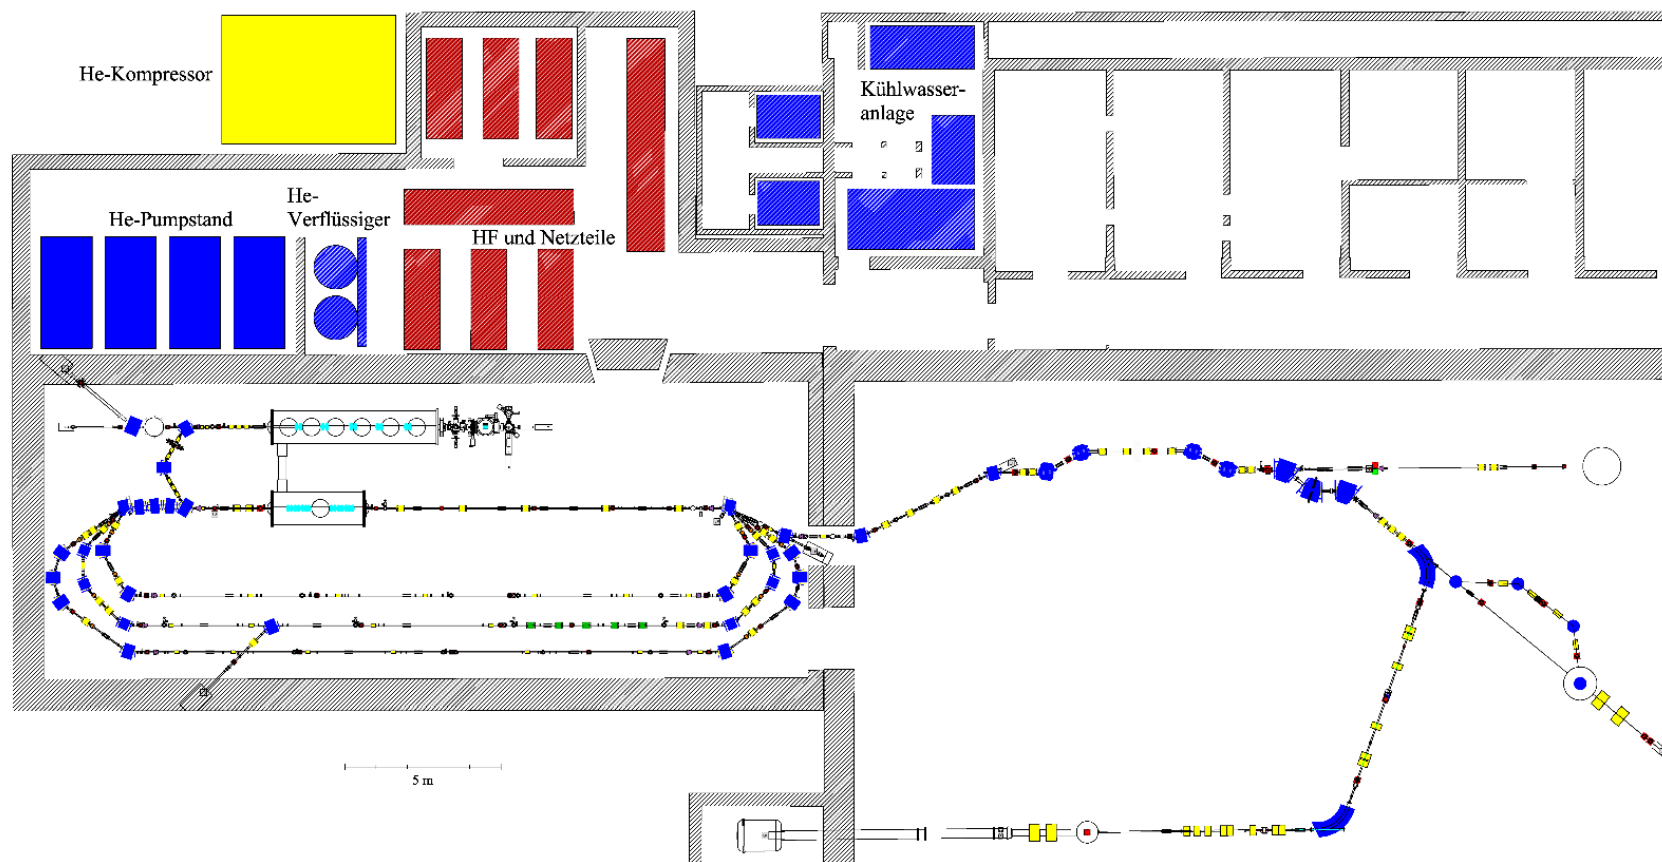 He-Kompressor
Kühlwasser-
anlage
He-
Verflüssiger
He-Pumpstand
HF und Netzteile
5 m